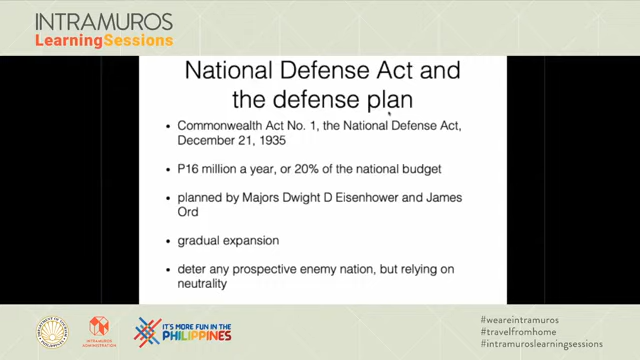 INTRAMUROS
LearningSessions
National Defense Act and
the defense plan
• Commonwealth Act No. 1, the National Defense Act,
December 21, 1935
• P16 million a year, or 20% of the national budget
• planned by Majors Dwight D Eisenhower and James
Ord
• gradual expansion
• deter any prospective enemy nation, but relying on
neutrality
INTRAMUROS
ADMINISTRATION
IT'S MORE FUN IN THE
PHILIPPINES
#weareintramuros
#travelfromhome
#intramuroslearningsessions